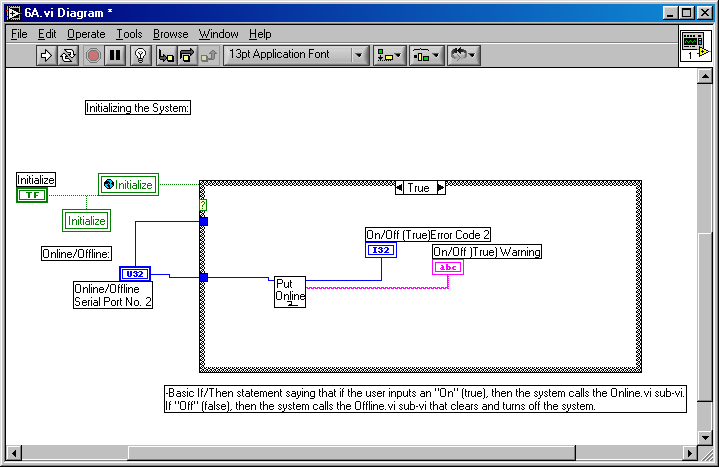 6A.vi Diagram *
File Edit Operate Tools Browse Window Help
13pt Application Font
1
Initializing the System:
Initialize
TF
Initialize
Initialize
True
?
Online/Offline:
U32
Online/Offline
Serial Port No. 2
On/Off (True)Error Code 2
I32
On/Off )True) Warning
abc
Put
Online
-Basic If/Then statement saying that if the user inputs an "On" (true), then the system calls the Online.vi sub-vi.
If "Off" (false), then the system calls the Offline.vi sub-vi that clears and turns off the system.